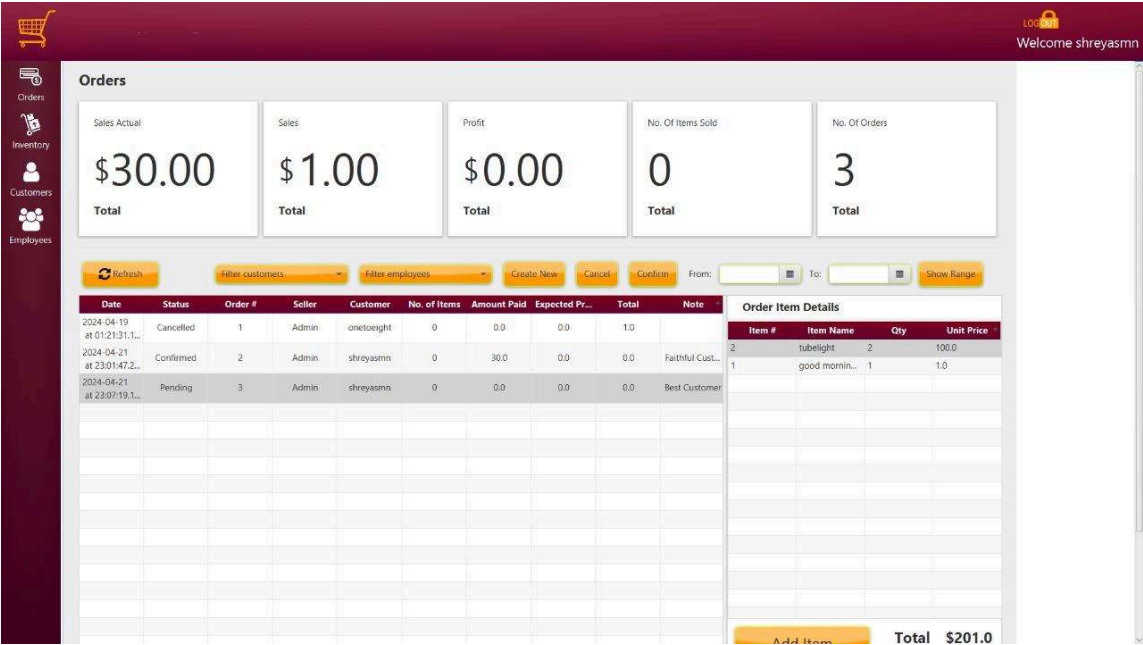 LOGOUT
Welcome shreyasmn
Orders
Inventory
Customers
Employees
Orders
Sales Actual
$30.00
Total
Sales
$1.00
Total
Profit
$0.00
Total
No. Of Items Sold
0
Total
No. Of Orders
3
Total
Refresh Filter customers Filter employees Create New Cancel Confirm From: To: Show Range
Date Status Order # Seller Customer No. of Items Amount Paid Expected Pr... Total Note
2024-04-19
at 01:21:31.1... Cancelled 1 Admin onetoeight 0 0.0 0.0 1.0
2024-04-21
at 23:01:47.2... Confirmed 2 Admin shreyasmn 0 30.0 0.0 0.0 Faithful Cust...
2024-04-21
at 23:07:19.1... Pending 3 Admin shreyasmn 0 0.0 0.0 0.0 Best Customer
Order Item Details
Item # Item Name Qty Unit Price
2 tubelight 2 100.0
1 good mornin... 1 1.0
Add Item Total $201.0